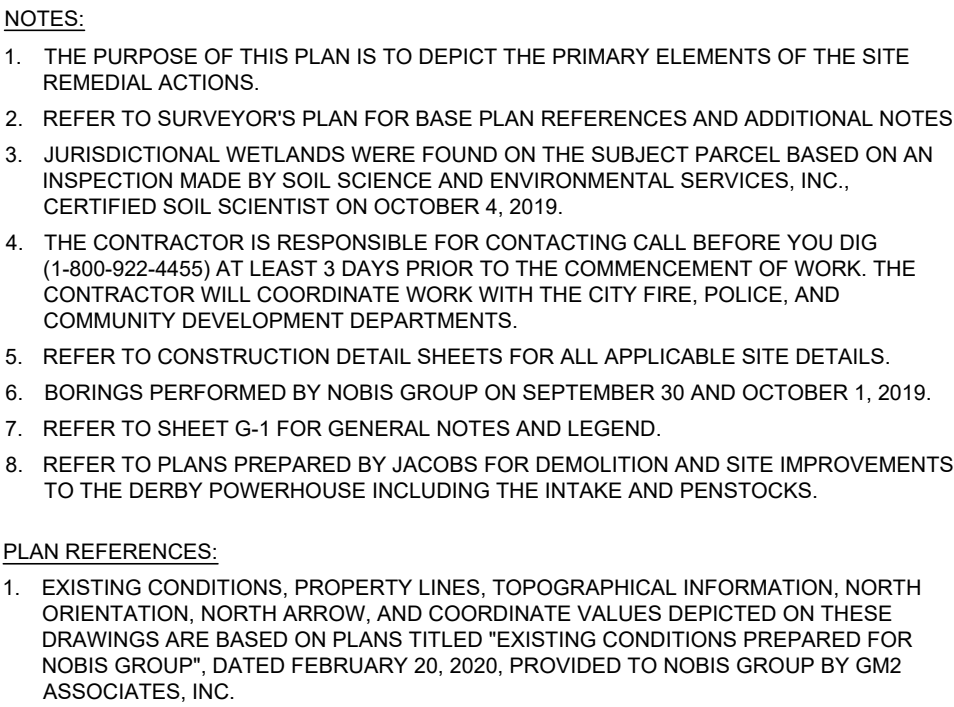 NOTES:
1. THE PURPOSE OF THIS PLAN IS TO DEPICT THE PRIMARY ELEMENTS OF THE SITE
REMEDIAL ACTIONS.
2. REFER TO SURVEYOR'S PLAN FOR BASE PLAN REFERENCES AND ADDITIONAL NOTES
3. JURISDICTIONAL WETLANDS WERE FOUND ON THE SUBJECT PARCEL BASED ON AN
INSPECTION MADE BY SOIL SCIENCE AND ENVIRONMENTAL SERVICES, INC.,
CERTIFIED SOIL SCIENTIST ON OCTOBER 4, 2019.
4. THE CONTRACTOR IS RESPONSIBLE FOR CONTACTING CALL BEFORE YOU DIG
(1-800-922-4455) AT LEAST 3 DAYS PRIOR TO THE COMMENCEMENT OF WORK. THE
CONTRACTOR WILL COORDINATE WORK WITH THE CITY FIRE, POLICE, AND
COMMUNITY DEVELOPMENT DEPARTMENTS.
5. REFER TO CONSTRUCTION DETAIL SHEETS FOR ALL APPLICABLE SITE DETAILS.
6. BORINGS PERFORMED BY NOBIS GROUP ON SEPTEMBER 30 AND OCTOBER 1, 2019.
7. REFER TO SHEET G-1 FOR GENERAL NOTES AND LEGEND.
8. REFER TO PLANS PREPARED BY JACOBS FOR DEMOLITION AND SITE IMPROVEMENTS
TO THE DERBY POWERHOUSE INCLUDING THE INTAKE AND PENSTOCKS.
PLAN REFERENCES:
1. EXISTING CONDITIONS, PROPERTY LINES, TOPOGRAPHICAL INFORMATION, NORTH
ORIENTATION, NORTH ARROW, AND COORDINATE VALUES DEPICTED ON THESE
DRAWINGS ARE BASED ON PLANS TITLED "EXISTING CONDITIONS PREPARED FOR
NOBIS GROUP", DATED FEBRUARY 20, 2020, PROVIDED TO NOBIS GROUP BY GM2
ASSOCIATES, INC.